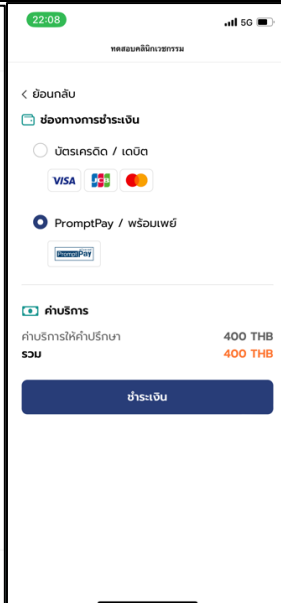 22:08
5G
ทดสอบคลินิกเวชกรรม
< ย้อนกลับ
ช่องทางการชำระเงิน
บัตรเครดิต / เดบิต
VISA JCB
PromptPay / พร้อมเพย์
PromptPay
ค่าบริการ
ค่าบริการให้คำปรึกษา 400 THB
รวม 400 THB
ชำระเงิน